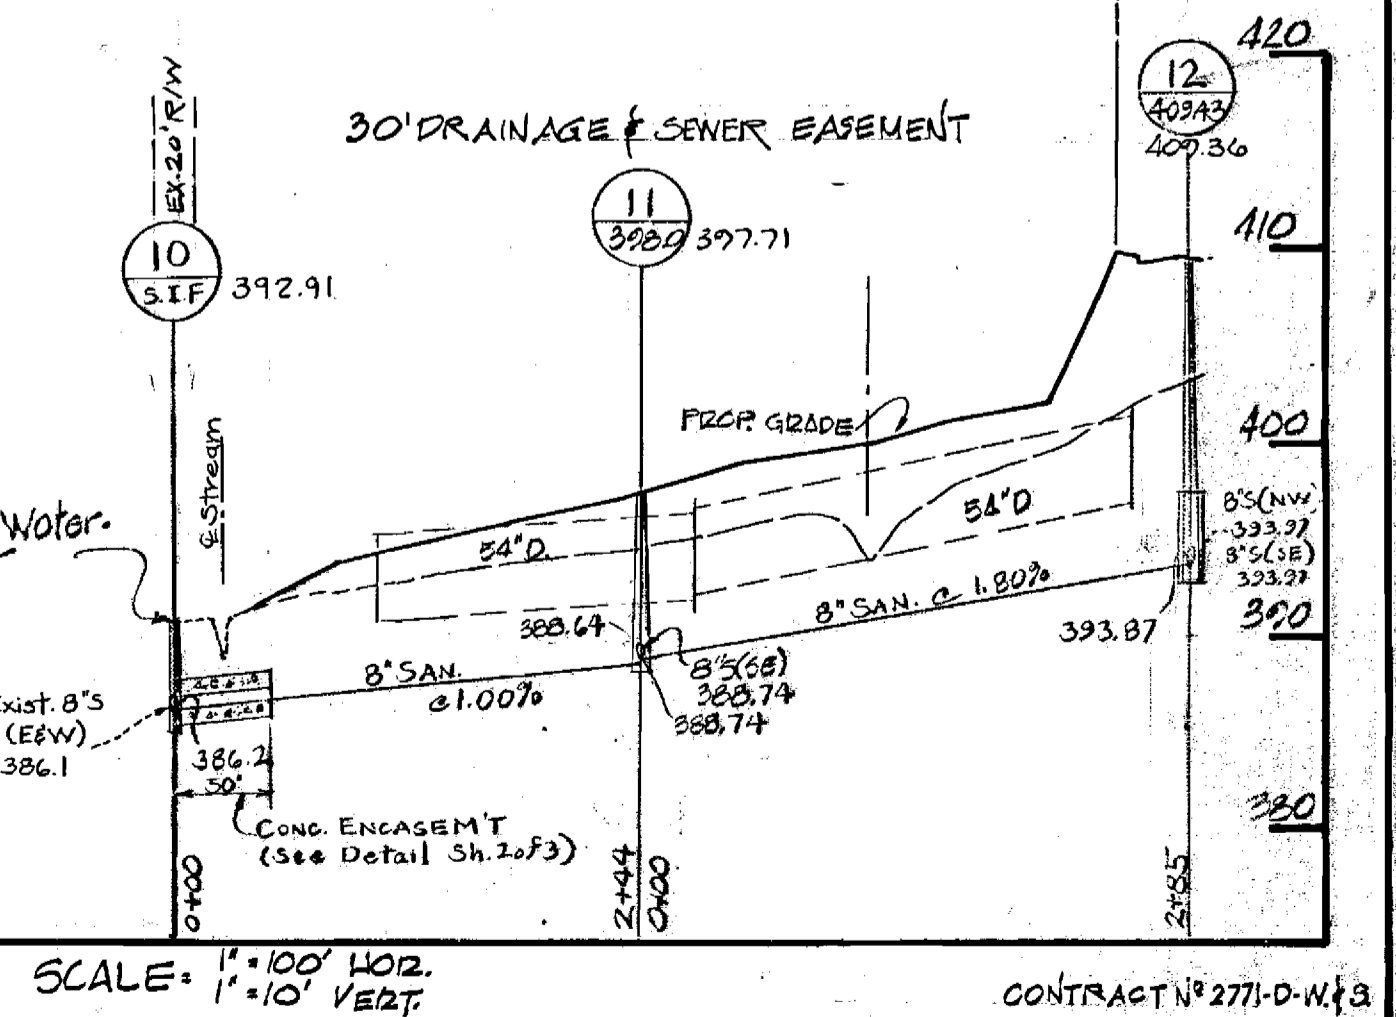 420
12
409.43
409.36
EX. 20' R/W
30' DRAINAGE & SEWER EASEMENT
11
398.0
397.71
410
10
S.I.F
392.91
PROP. GRADE
400
℄ Stream
Water.
54"D.
54"D
8"S(NW)
393.97
8"S(SE)
393.97
8" SAN. @ 1.80%
390
388.64
393.87
8" SAN.
@ 1.00%
8"S(SE)
388.74
388.74
xist. 8"S
(E&W)
386.1
386.2
50'
380
CONC. ENCASEM'T
(See Detail Sh. 2 of 3)
0+00
2+44
0+00
2+85
SCALE: 1" = 100' HOR.
1" = 10' VERT.
CONTRACT Nº 2771-D-W.&S